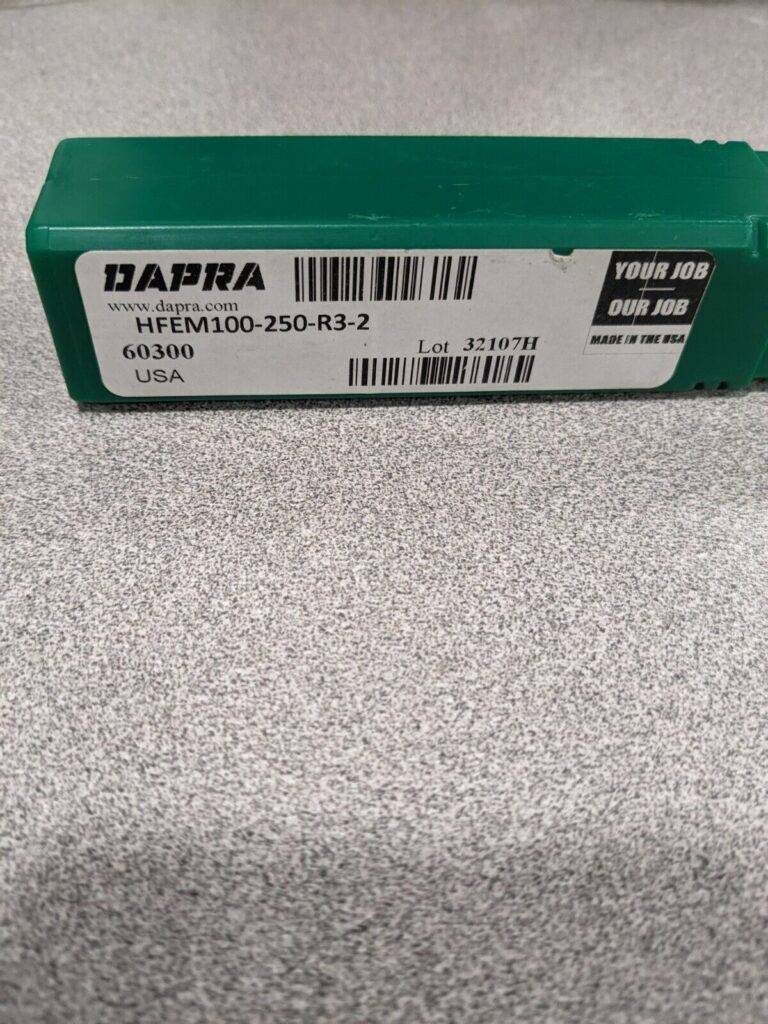 DAPRA
www.dapra.com
HFEM100-250-R3-2
60300
Lot 32107H
USA
YOUR JOB
OUR JOB
MADE IN THE USA